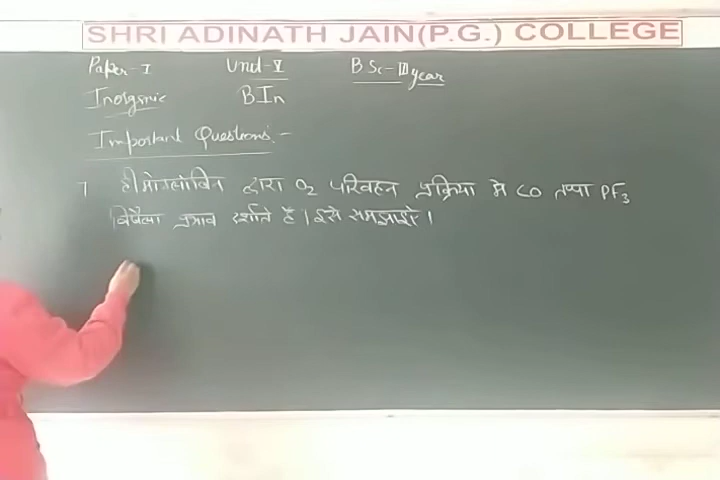 SHRI ADINATH JAIN(P.G.) COLLEGE
Paper-I Unit-V B Sc-III year
Inorganic BIn
Important Questions:-
1 हीमोग्लोबिन द्वारा O₂ परिवहन प्रक्रिया में CO तथा PF₃
विषैला प्रभाव दर्शाते हैं। इसे समझाइये।